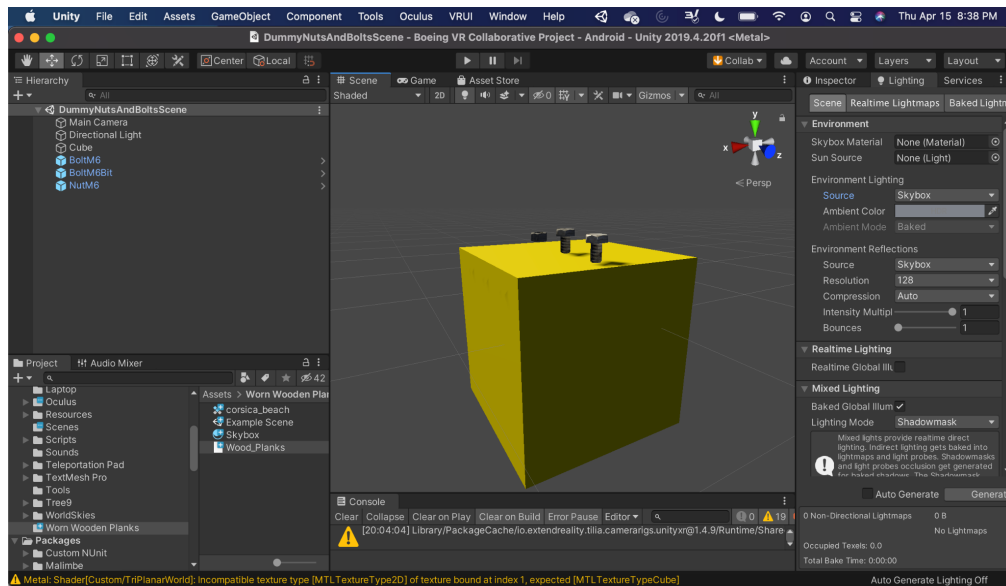 Unity File Edit Assets GameObject Component Tools Oculus VRUI Window Help Thu Apr 15 8:38 PM
DummyNutsAndBoltsScene - Boeing VR Collaborative Project - Android - Unity 2019.4.20f1 <Metal>
Center Local Collab Account Layers Layout
Hierarchy
All
DummyNutsAndBoltsScene
Main Camera
Directional Light
Cube
BoltM6
BoltM6Bit
NutM6
Scene Game Asset Store
Shaded 2D 0 Gizmos All
y
x
z
Persp
Inspector Lighting Services
Scene Realtime Lightmaps Baked Lightn
Environment
Skybox Material None (Material)
Sun Source None (Light)
Environment Lighting
Source Skybox
Ambient Color
Ambient Mode Baked
Environment Reflections
Source Skybox
Resolution 128
Compression Auto
Intensity Multipl 1
Bounces 1
Realtime Lighting
Realtime Global Illu
Mixed Lighting
Baked Global Illum
Lighting Mode Shadowmask
Mixed lights provide realtime direct
lighting. Indirect lighting gets baked into
lightmaps and light probes. Shadowmasks
and light probes occlusion get generated
for baked shadows. The Shadowmask
Auto Generate Generat
0 Non-Directional Lightmaps 0 B
No Lightmaps
Occupied Texels: 0.0
Total Bake Time: 0:00:00
Project Audio Mixer
42
Laptop
Oculus
Resources
Scenes
Scripts
Sounds
Teleportation Pad
TextMesh Pro
Tools
Tree9
WorldSkies
Worn Wooden Planks
Packages
Custom NUnit
Malimbe
Assets > Worn Wooden Plan
corsica_beach
Example Scene
Skybox
Wood_Planks
Console
Clear Collapse Clear on Play Clear on Build Error Pause Editor 0 19
[20:04:04] Library/PackageCache/io.extendreality.tilia.camerarigs.unityxr@1.4.9/Runtime/Share
Metal: Shader[Custom/TriPlanarWorld]: Incompatible texture type [MTLTextureType2D] of texture bound at index 1, expected [MTLTextureTypeCube]
Auto Generate Lighting Off